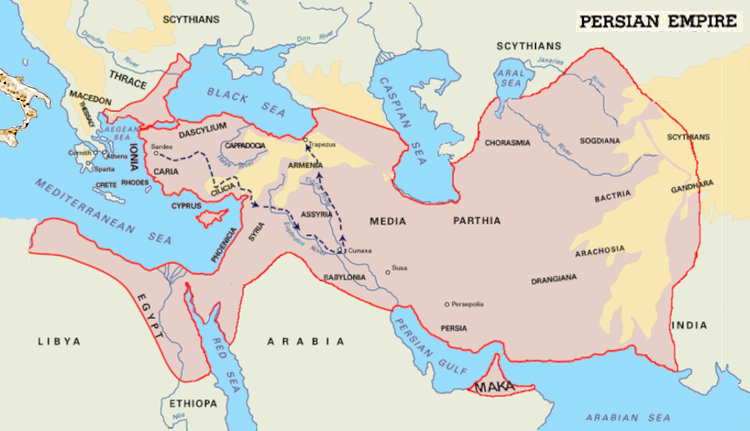 PERSIAN EMPIRE
SCYTHIANS
Danube
River
Don River
SCYTHIANS
Jaxartes
River
THRACE
MACEDON
THESSALY
AEGEAN
SEA
BLACK SEA
CASPIAN
SEA
ARAL
SEA
Oxus
River
CHORASMIA
SOGDIANA
SCYTHIANS
GANDHARA
BACTRIA
ARACHOSIA
DRANGIANA
PARTHIA
MEDIA
DASCYLIUM
CAPPADOCIA
Halys
River
Trapezus
ARMENIA
Tigris
River
Sardes
IONIA
CARIA
CILICIA
Corinth
Athens
Sparta
CRETE
RHODES
CYPRUS
MEDITERRANEAN SEA
PHOENICIA
SYRIA
ASSYRIA
Euphrates
River
Cunaxa
BABYLONIA
Susa
Persepolis
PERSIA
PERSIAN GULF
MAKA
INDIA
ARABIAN SEA
ARABIA
EGYPT
LIBYA
RED SEA
ETHIOPA
Nile